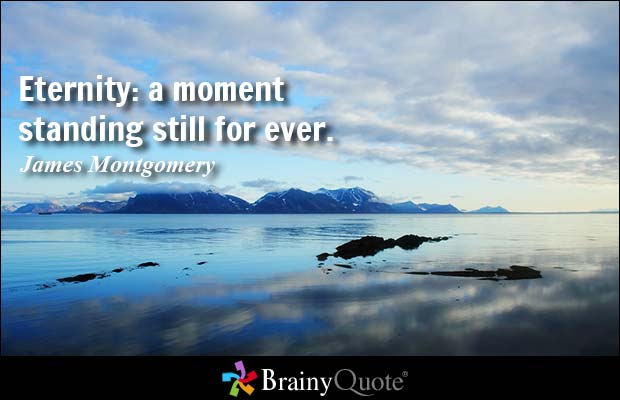 Eternity: a moment
standing still for ever.
James Montgomery
BrainyQuote®